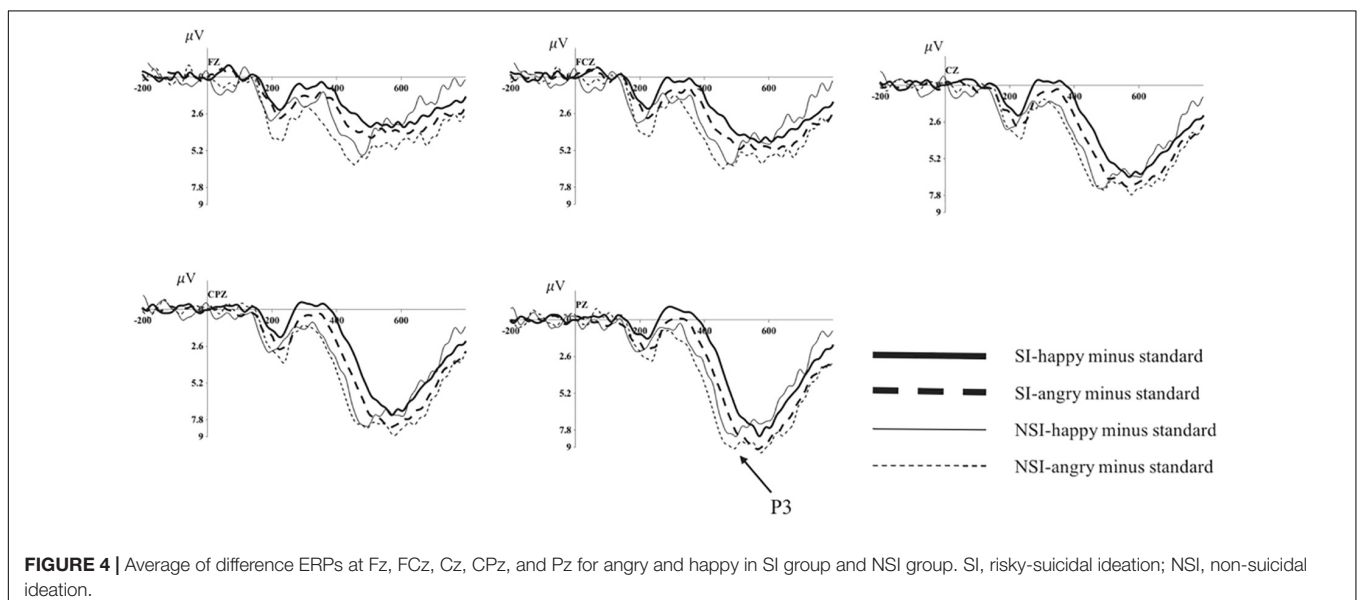 μV
FZ
-200
200
400
600
2.6
5.2
7.8
9
μV
FCZ
-200
200
400
600
2.6
5.2
7.8
9
μV
CZ
-200
200
400
600
2.6
5.2
7.8
9
μV
CPZ
-200
200
400
600
2.6
5.2
7.8
9
μV
PZ
-200
200
400
600
2.6
5.2
7.8
9
P3
SI-happy minus standard
SI-angry minus standard
NSI-happy minus standard
NSI-angry minus standard
FIGURE 4 | Average of difference ERPs at Fz, FCz, Cz, CPz, and Pz for angry and happy in SI group and NSI group. SI, risky-suicidal ideation; NSI, non-suicidal
ideation.